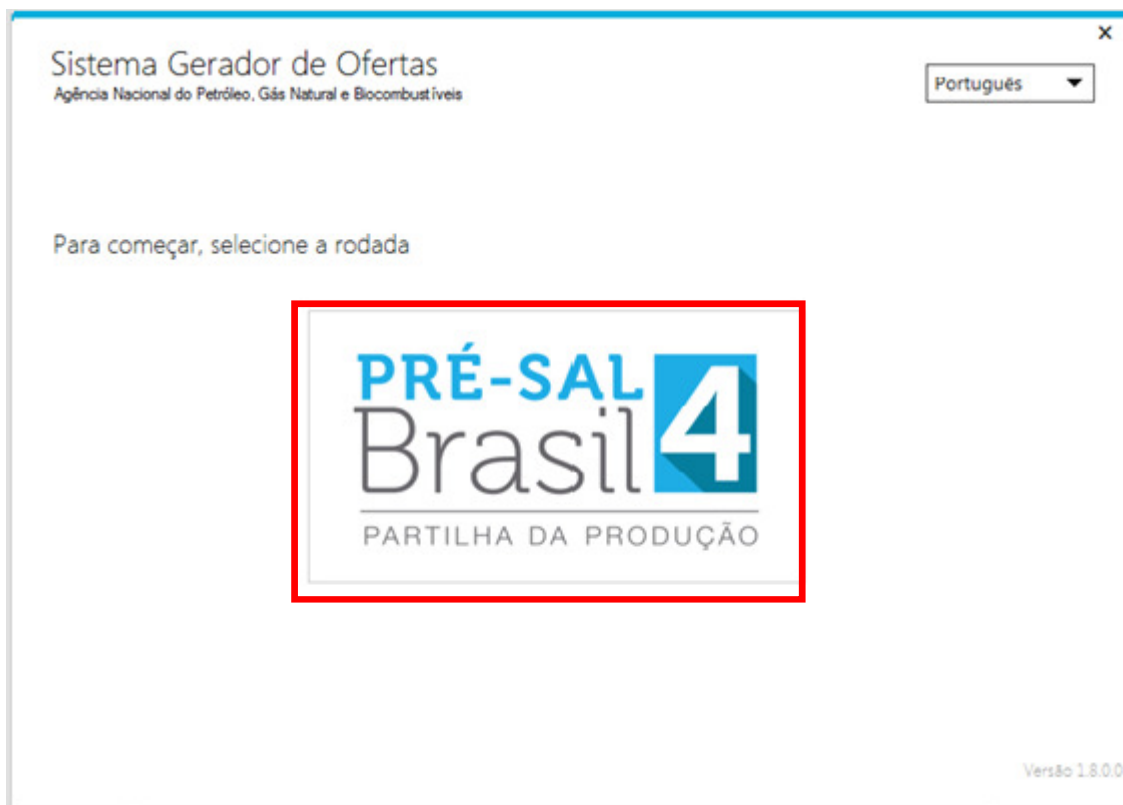 Sistema Gerador de Ofertas
Agência Nacional do Petróleo, Gás Natural e Biocombustíveis
Português
Para começar, selecione a rodada
PRÉ-SAL
Brasil 4
PARTILHA DA PRODUÇÃO
Versão 1.8.0.0